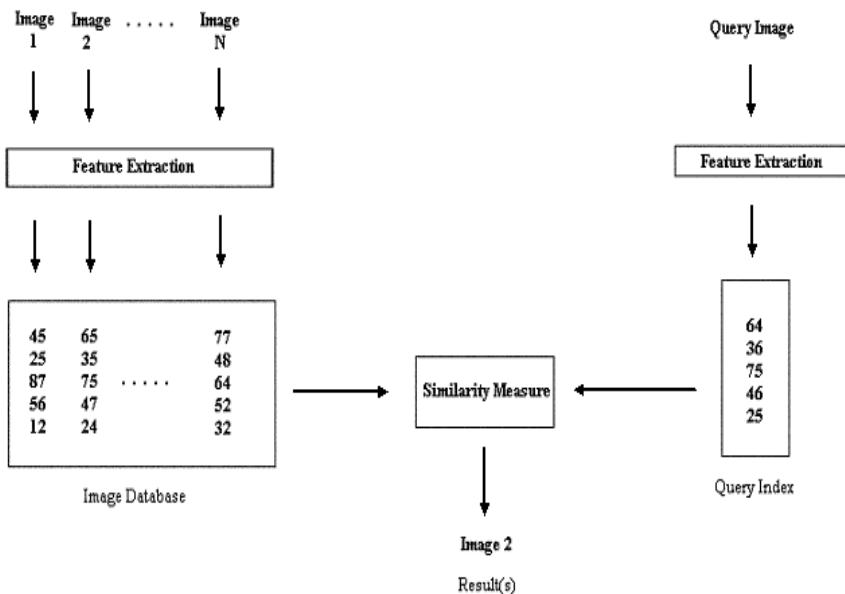 Image Image ..... Image
1 2 N
Query Image
Feature Extraction
Feature Extraction
45 65 77
25 35 48
87 75 ..... 64
56 47 52
12 24 32
Image Database
Similarity Measure
64
36
75
46
25
Query Index
Image 2
Result(s)